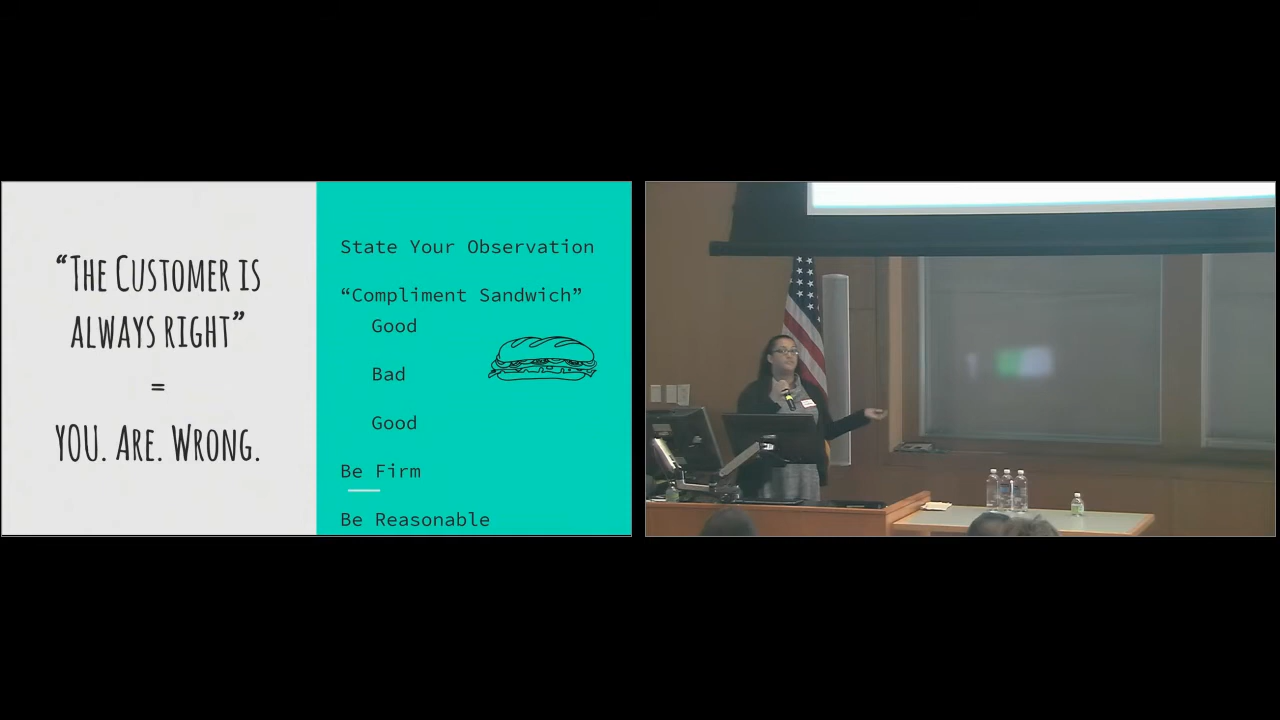 “The Customer is
always right”
=
YOU. Are. Wrong.
State Your Observation
“Compliment Sandwich”
Good
Bad
Good
Be Firm
Be Reasonable